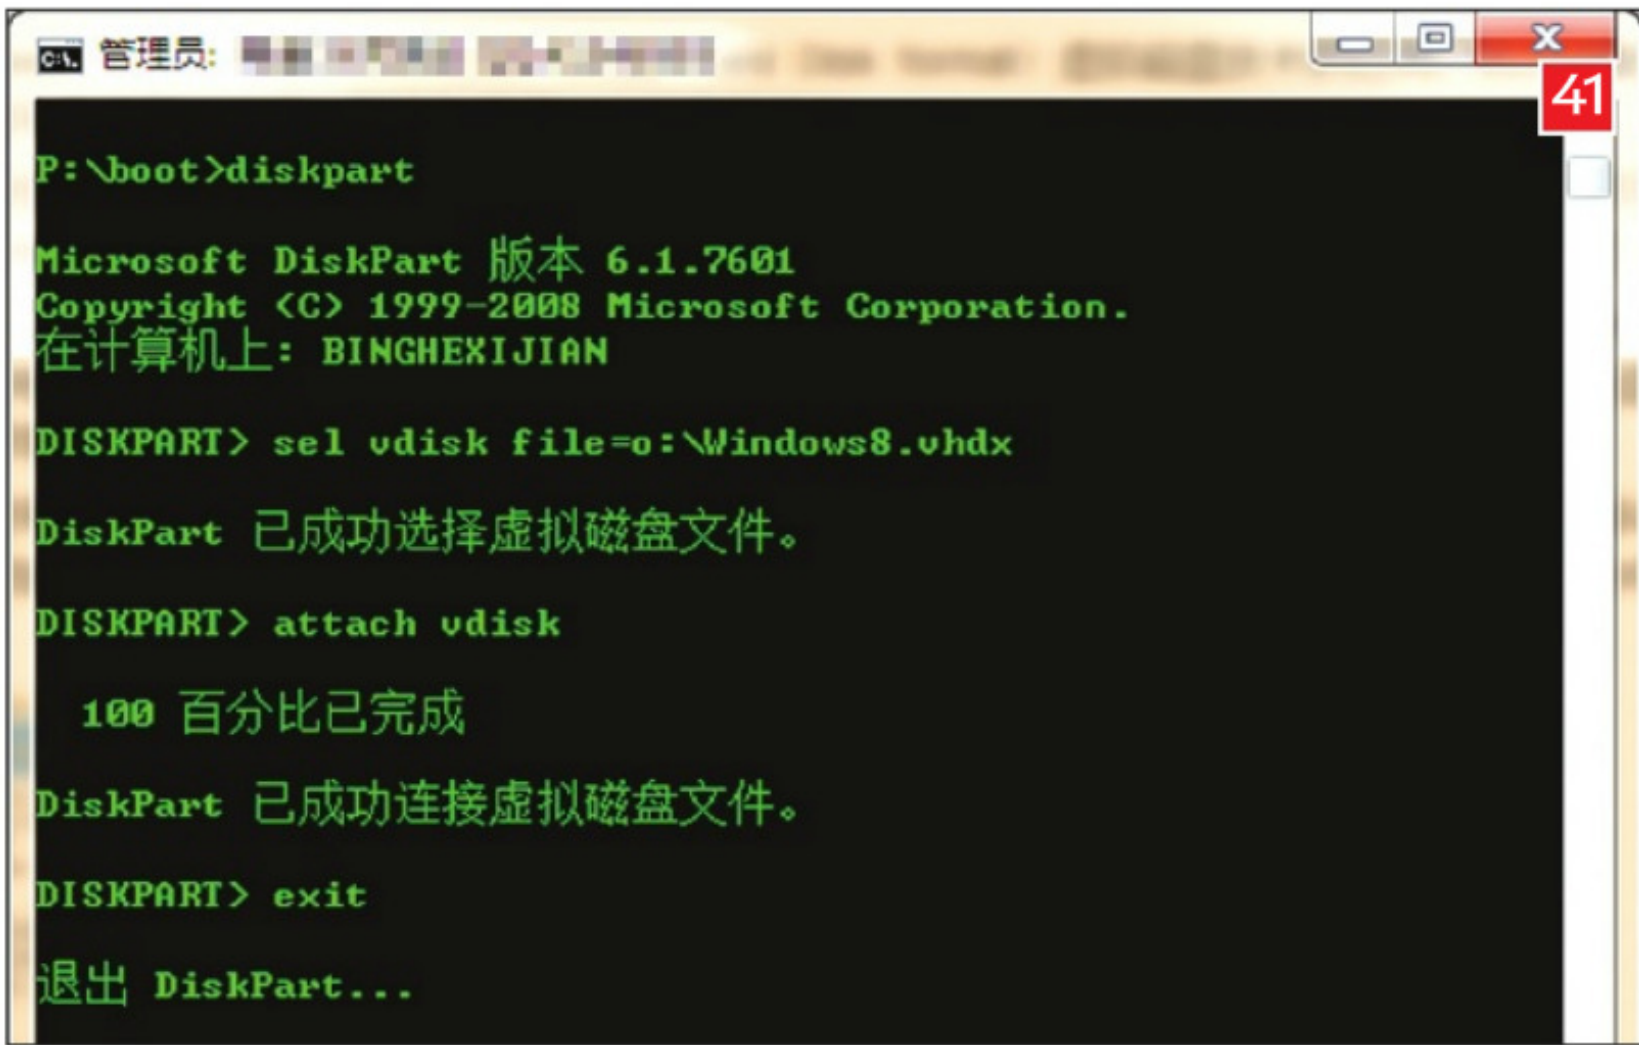 管理员:
41
P:\boot>diskpart
Microsoft DiskPart 版本 6.1.7601
Copyright <C> 1999-2008 Microsoft Corporation.
在计算机上: BINGHEXIJIAN
DISKPART> sel vdisk file=o:\Windows8.vhdx
DiskPart 已成功选择虚拟磁盘文件。
DISKPART> attach vdisk
100 百分比已完成
DiskPart 已成功连接虚拟磁盘文件。
DISKPART> exit
退出 DiskPart...